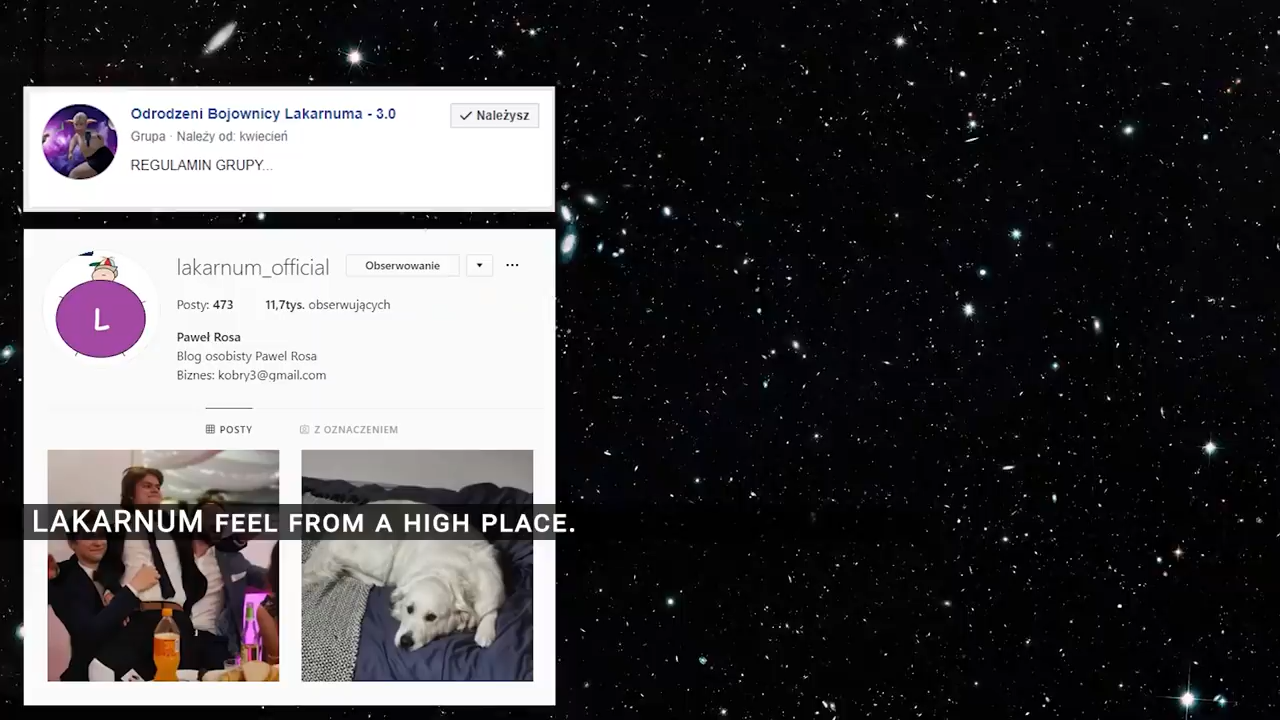 Odrodzeni Bojownicy Lakarnuma - 3.0
Należysz
Grupa · Należy od: kwiecień
REGULAMIN GRUPY...
L
lakarnum_official
Obserwowanie
Posty: 473 11,7tys. obserwujących
Paweł Rosa
Blog osobisty Paweł Rosa
Biznes: kobry3@gmail.com
POSTY
Z OZNACZENIEM
LAKARNUM FEEL FROM A HIGH PLACE.